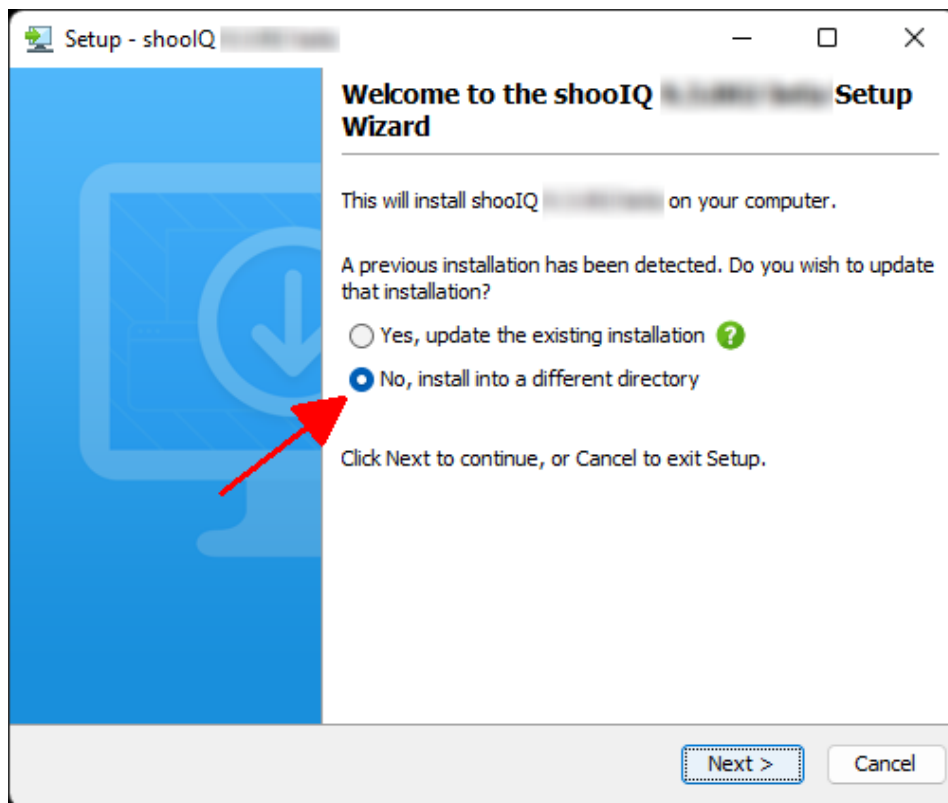 Setup - shooIQ
Welcome to the shooIQ Setup
Wizard
This will install shooIQ on your computer.
A previous installation has been detected. Do you wish to update
that installation?
Yes, update the existing installation ?
No, install into a different directory
Click Next to continue, or Cancel to exit Setup.
Next >
Cancel